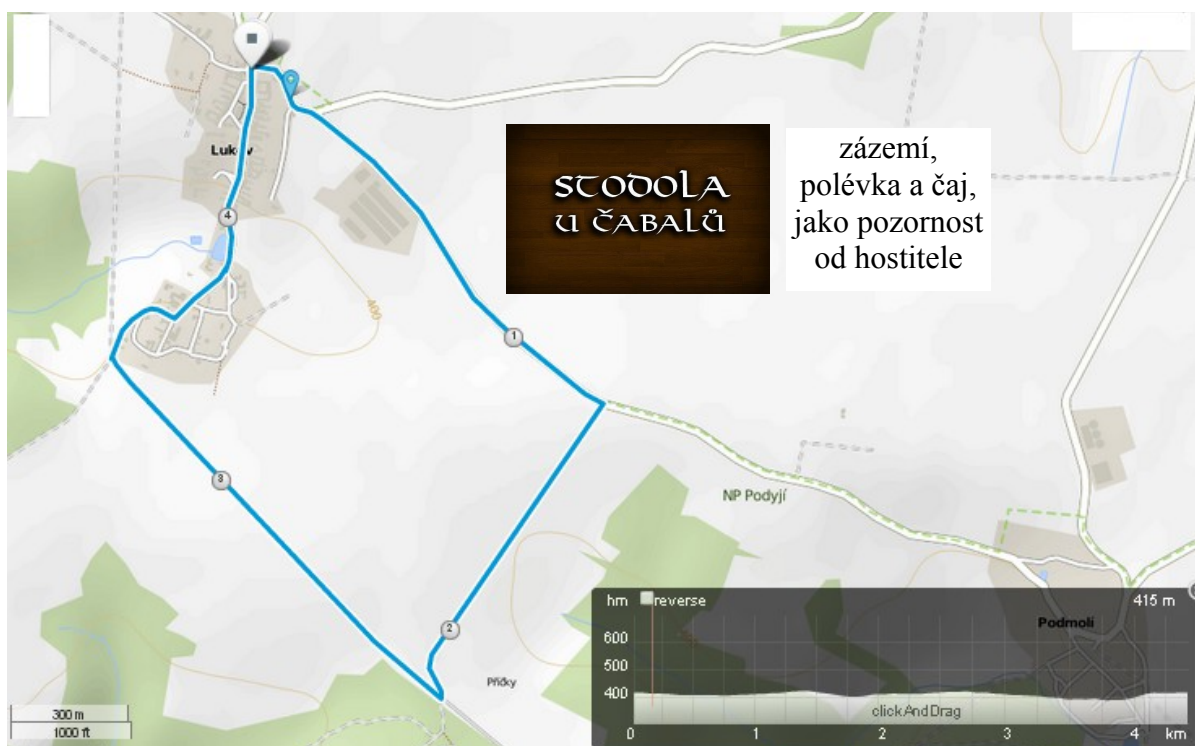 Lukov
4
400
STODOLA
U ČABALŮ
zázemí,
polévka a čaj,
jako pozornost
od hostitele
1
3
NP Podyjí
2
Příčky
300 m
1000 ft
hm reverse 415 m
Podmolí
600
500
400
clickAndDrag
0 1 2 3 4 km